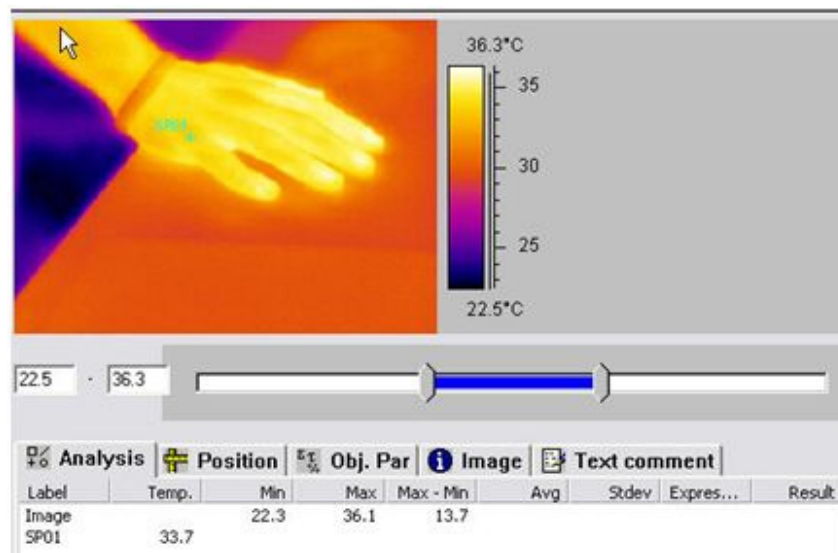 SP01
36.3°C
35
30
25
22.5°C
22.5 - 36.3
Analysis Position Obj. Par Image Text comment
Label Temp. Min Max Max - Min Avg Stdev Expres... Result
Image 22.3 36.1 13.7
SP01 33.7